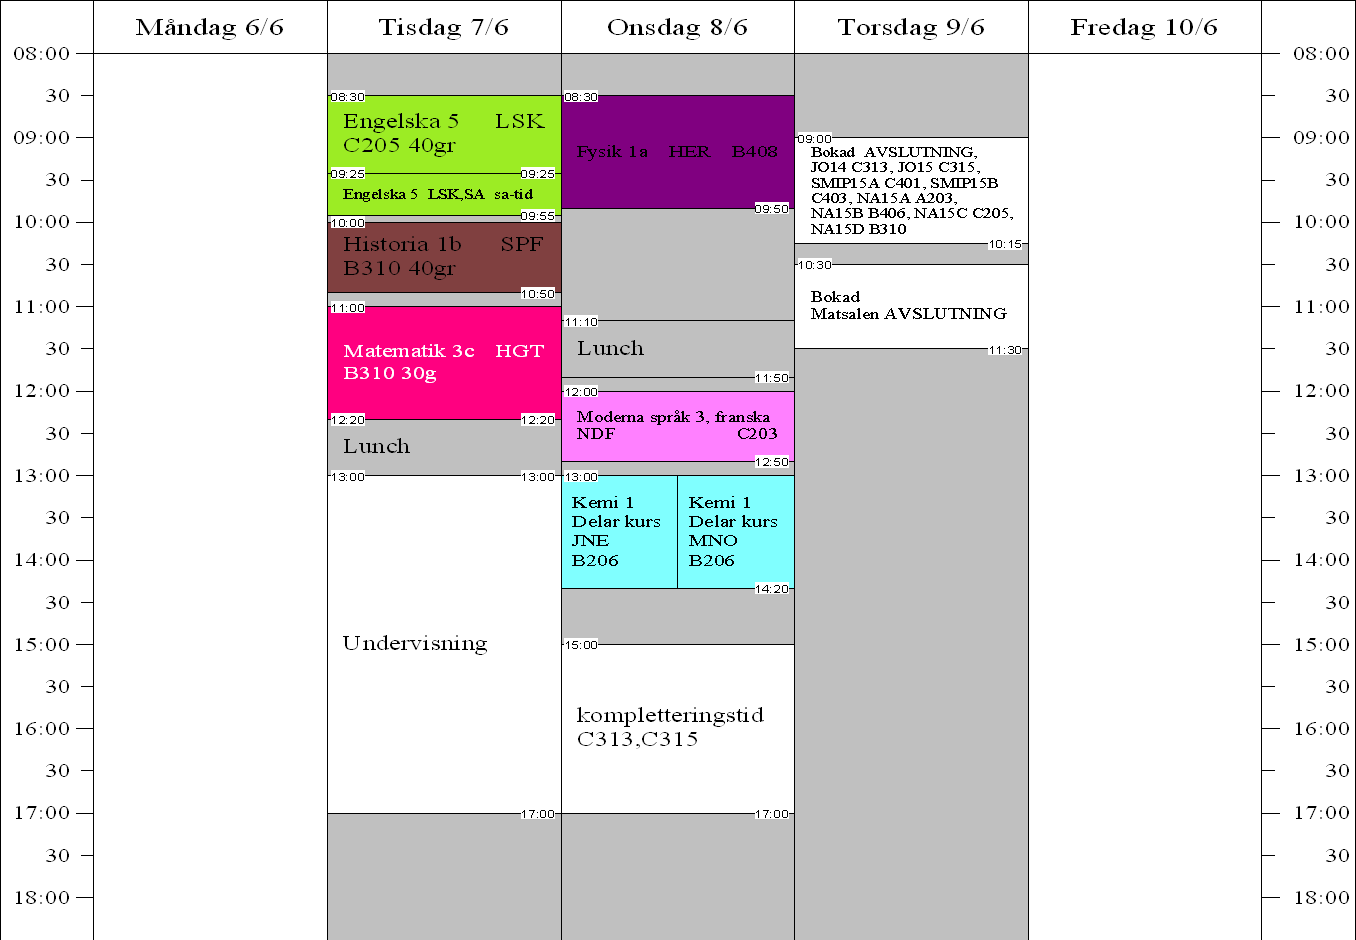 Måndag 6/6
Tisdag 7/6
Onsdag 8/6
Torsdag 9/6
Fredag 10/6
08:00
30
09:00
30
10:00
30
11:00
30
12:00
30
13:00
30
14:00
30
15:00
30
16:00
30
17:00
30
18:00
08:30
Engelska 5 LSK
C205 40gr
09:25 09:25
Engelska 5 LSK,SA sa-tid
09:55
10:00
Historia 1b SPF
B310 40gr
10:50
11:00
Matematik 3c HGT
B310 30g
12:20 12:20
Lunch
13:00 13:00
Undervisning
17:00
08:30
Fysik 1a HER B408
09:50
11:10
Lunch
11:50
12:00
Moderna språk 3, franska
NDF C203
12:50
13:00
Kemi 1
Delar kurs
JNE
B206
Kemi 1
Delar kurs
MNO
B206
14:20
15:00
kompletteringstid
C313,C315
17:00
09:00
Bokad AVSLUTNING,
JO14 C313, JO15 C315,
SMIP15A C401, SMIP15B
C403, NA15A A203,
NA15B B406, NA15C C205,
NA15D B310
10:15
10:30
Bokad
Matsalen AVSLUTNING
11:30
08:00
30
09:00
30
10:00
30
11:00
30
12:00
30
13:00
30
14:00
30
15:00
30
16:00
30
17:00
30
18:00